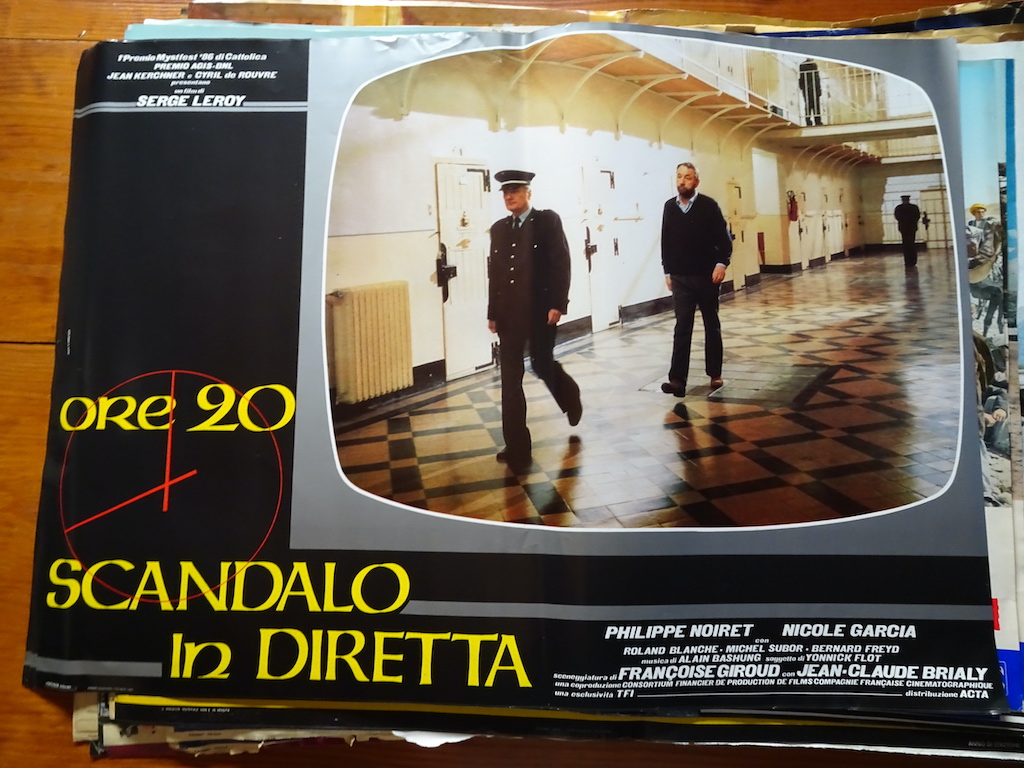 1º Premio Mystfest '86 di Cattolica
PREMIO AGIS-BNL
JEAN KERCHNER e CYRIL de ROUVRE
presentano
un film di
SERGE LEROY
ORE 20
SCANDALO
In DIRETTA
PHILIPPE NOIRET NICOLE GARCIA
con
ROLAND BLANCHE · MICHEL SUBOR · BERNARD FREYD
musica di ALAIN BASHUNG soggetto di YONNICK FLOT
sceneggiatura di FRANÇOISE GIROUD con JEAN-CLAUDE BRIALY
una coproduzione CONSORTIUM FINANCIER DE PRODUCTION DE FILMS COMPAGNIE FRANÇAISE CINEMATOGRAPHIQUE
una esclusività TFI distribuzione ACTA